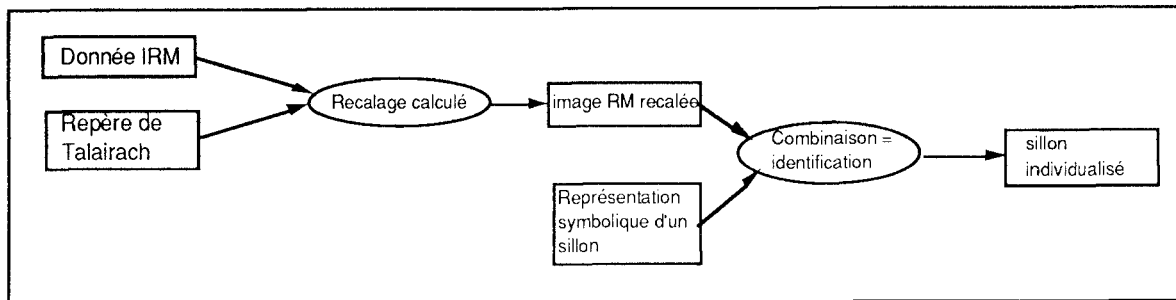 Donnée IRM
Repère de
Talairach
Recalage calculé
image RM recalée
Représentation
symbolique d'un
sillon
Combinaison =
identification
sillon
individualisé